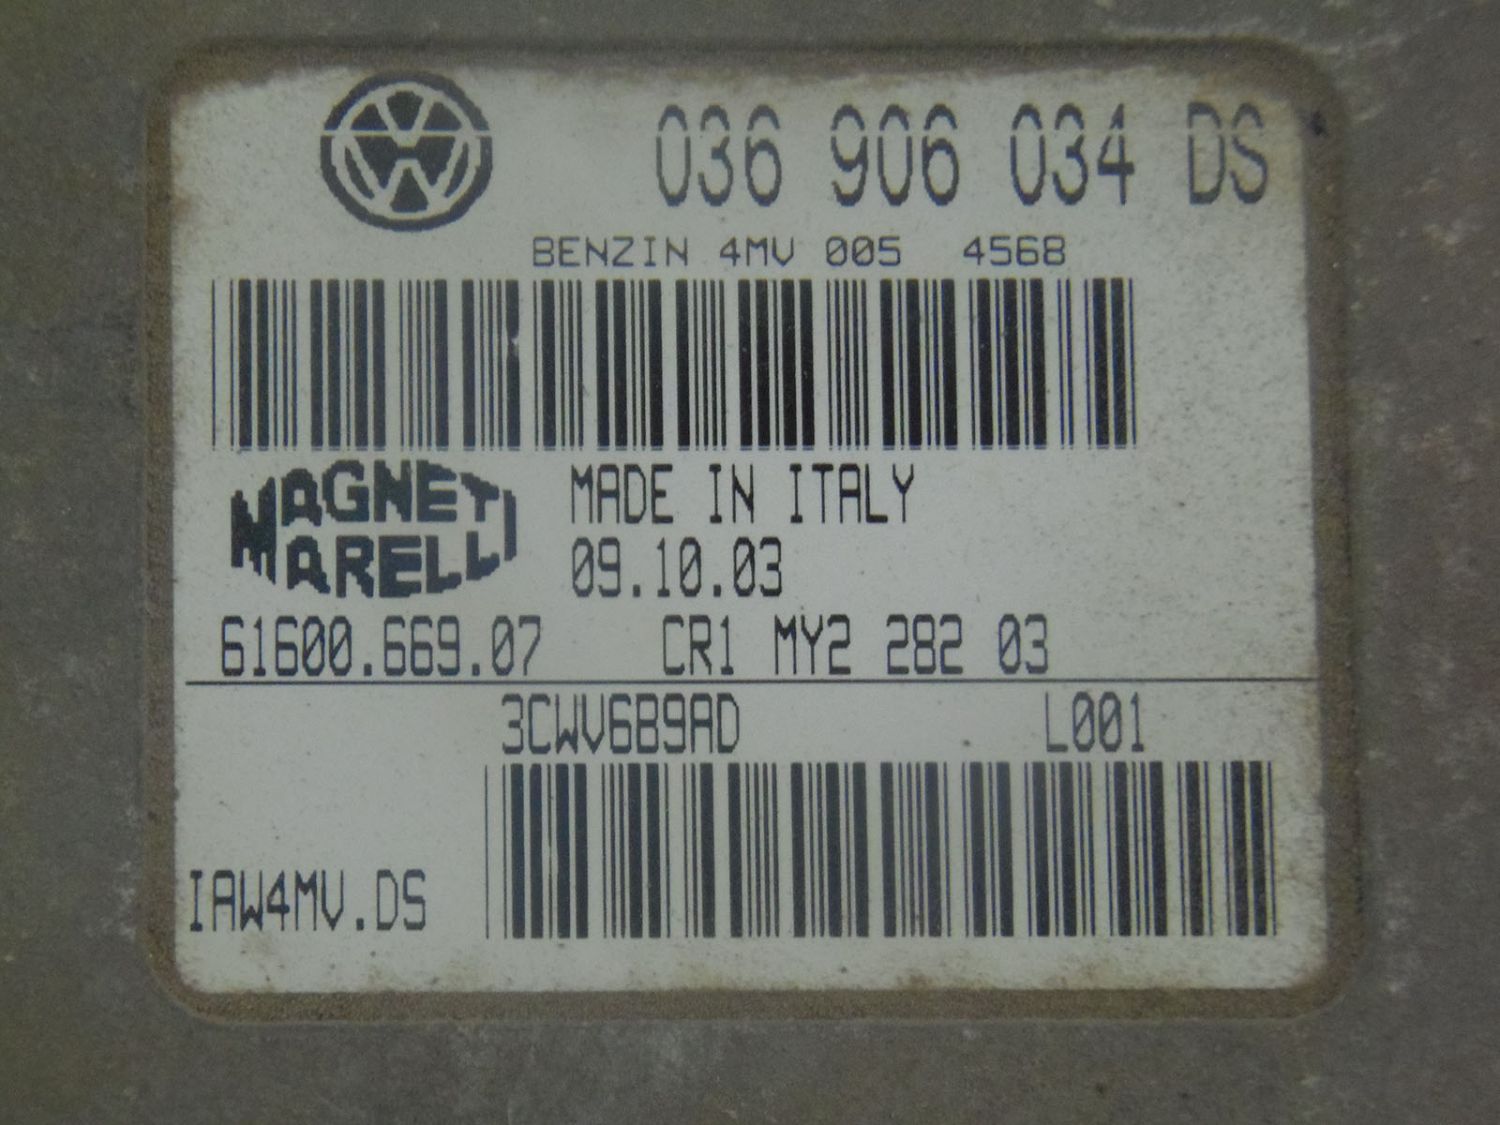 036 906 034 DS
BENZIN 4MV 005 4568
MAGNETI MARELLI
MADE IN ITALY
09.10.03
61600.669.07 CR1 MY2 282 03
3CWV6B9AD L001
IAW4MV.DS